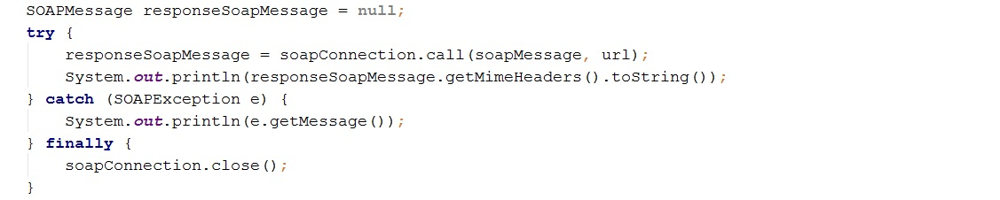 SOAPMessage responseSoapMessage = null;
try {
    responseSoapMessage = soapConnection.call(soapMessage, url);
    System.out.println(responseSoapMessage.getMimeHeaders().toString());
} catch (SOAPException e) {
    System.out.println(e.getMessage());
} finally {
    soapConnection.close();
}